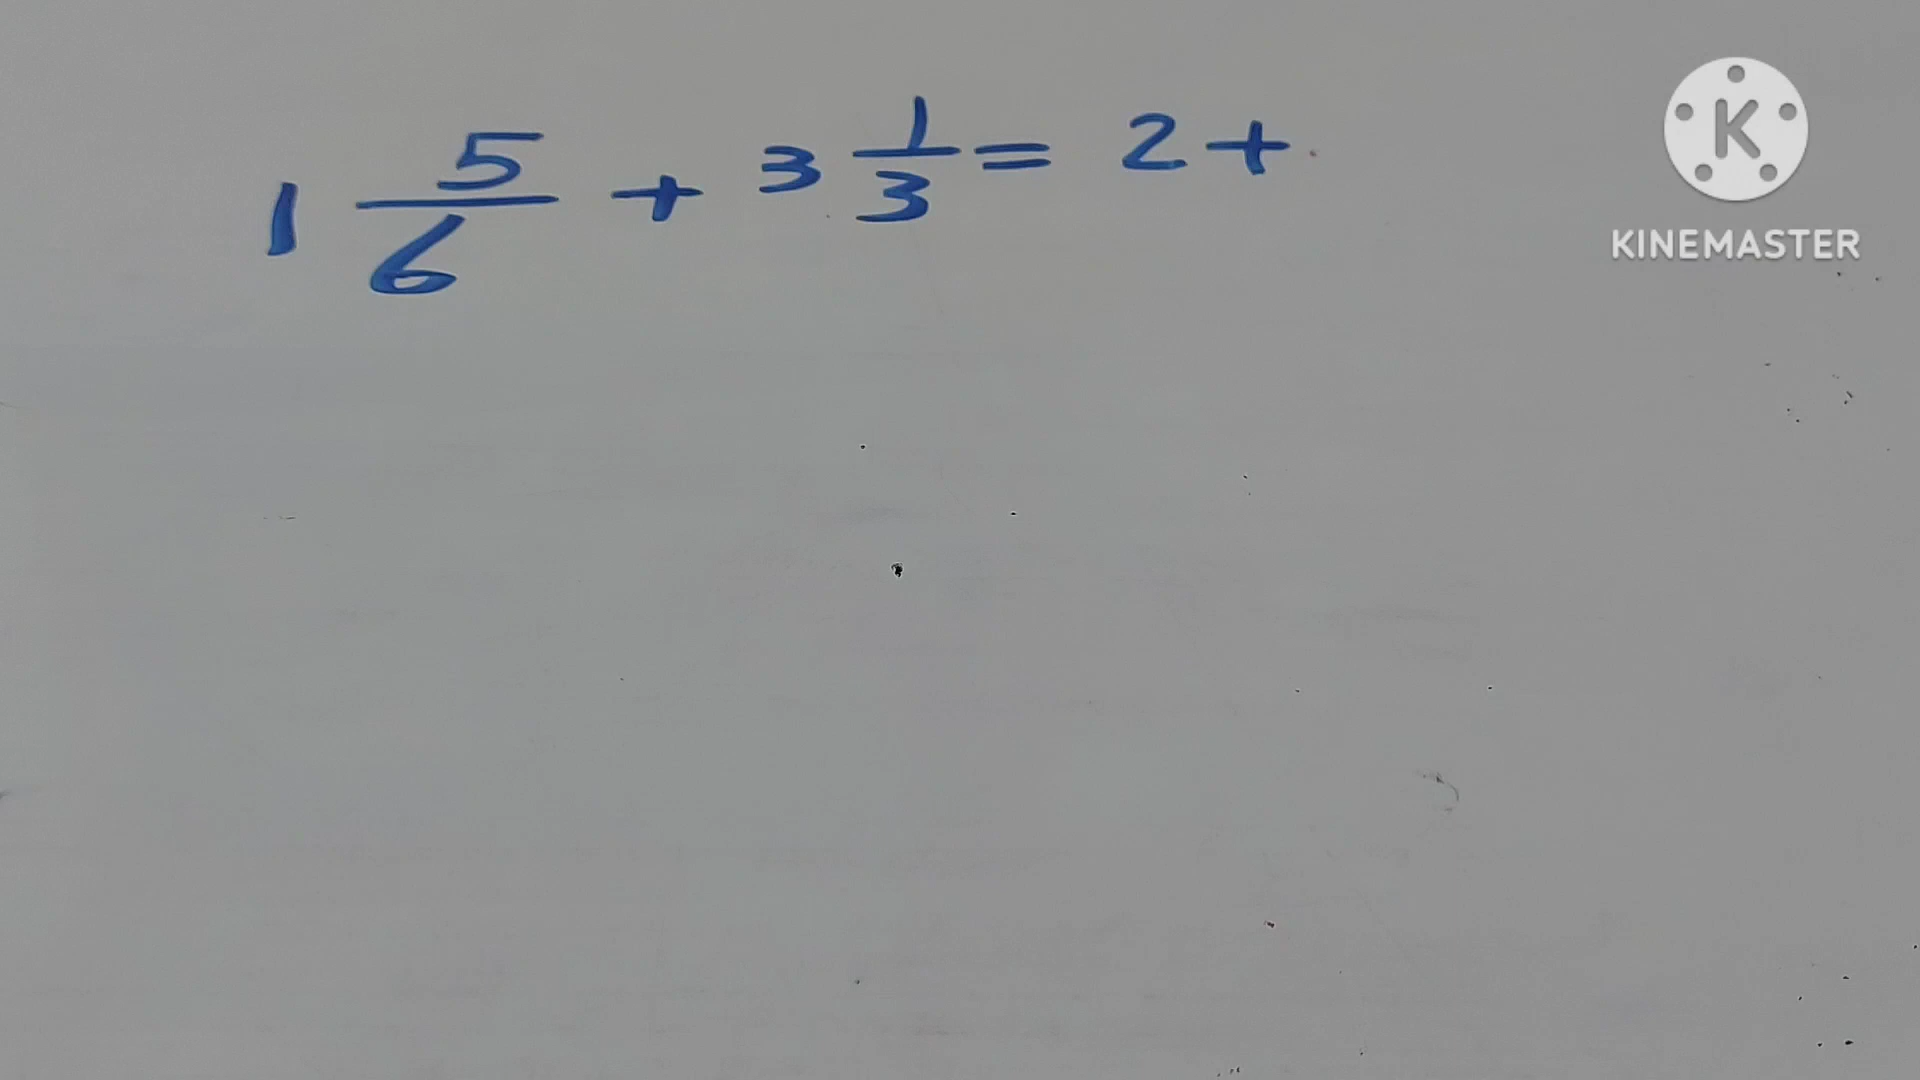 1 5/6 + 3 1/3 = 2 +
K
KINEMASTER